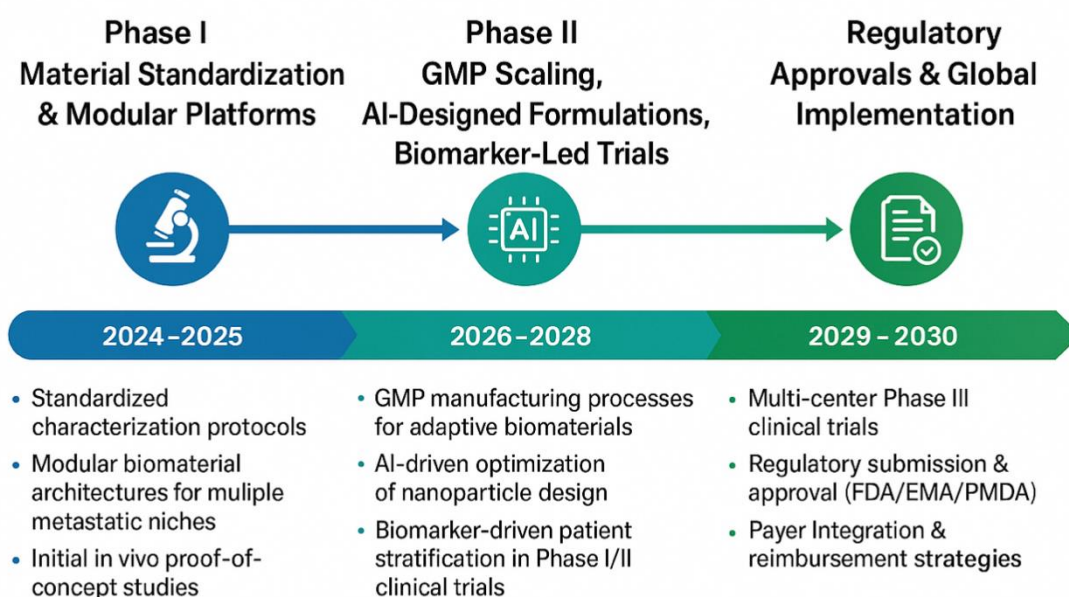 Phase I
Material Standardization
& Modular Platforms
Phase II
GMP Scaling,
AI-Designed Formulations,
Biomarker-Led Trials
Regulatory
Approvals & Global
Implementation
AI
2024–2025
2026–2028
2029 – 2030
• Standardized
characterization protocols
• Modular biomaterial
architectures for muliple
metastatic niches
• Initial in vivo proof-of-
concept studies
• GMP manufacturing processes
for adaptive biomaterials
• AI-driven optimization
of nanoparticle design
• Biomarker-driven patient
stratification in Phase I/II
clinical trials
• Multi-center Phase III
clinical trials
• Regulatory submission &
approval (FDA/EMA/PMDA)
• Payer Integration &
reimbursement strategies